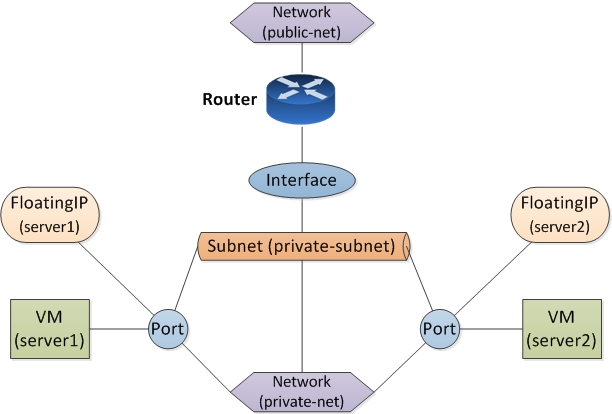 Network
(public-net)
Router
Interface
FloatingIP
(server1)
FloatingIP
(server2)
Subnet (private-subnet)
VM
(server1)
Port
Port
VM
(server2)
Network
(private-net)